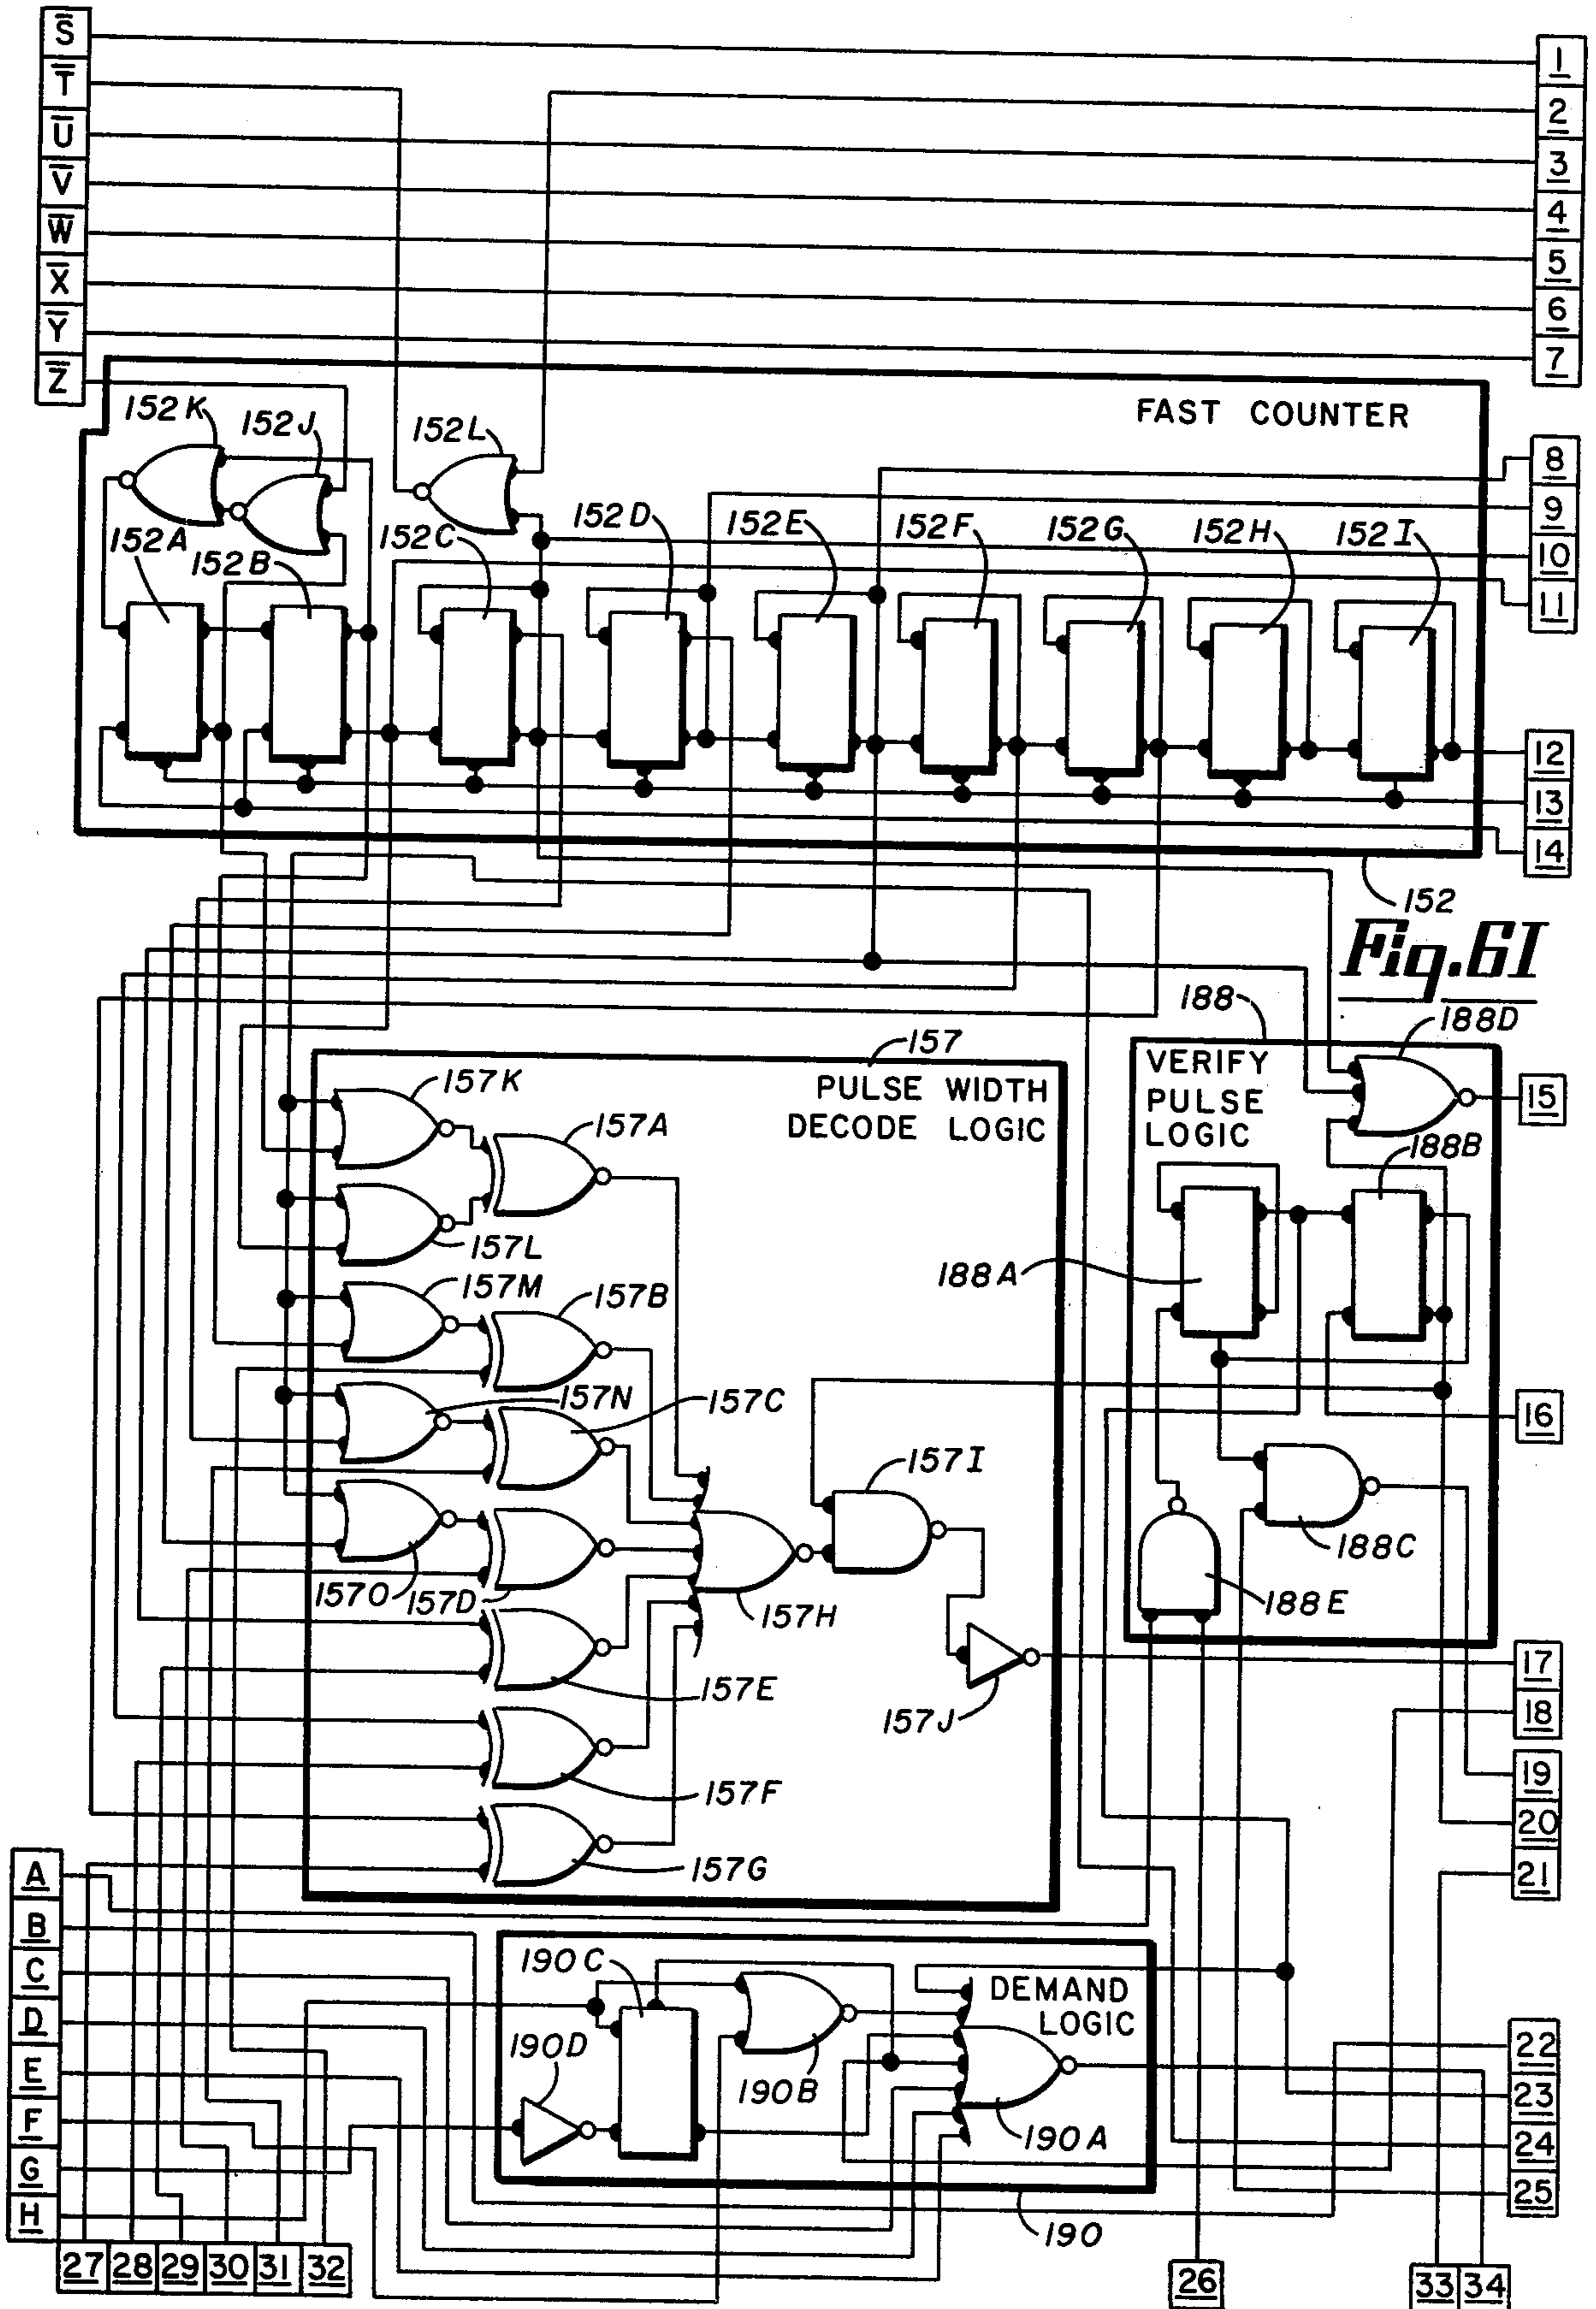 S̅
T̅
U̅
V̅
W̅
X̅
Y̅
Z̅
1
2
3
4
5
6
7
FAST COUNTER
152K
152J
152L
152A
152B
152C
152D
152E
152F
152G
152H
152I
8
9
10
11
12
13
14
152
Fig.6I
157
PULSE WIDTH
DECODE LOGIC
157K
157A
157L
157M
157B
157N
157C
157O
157D
157H
157I
157E
157J
157F
157G
188
VERIFY
PULSE
LOGIC
188D
188B
188A
188C
188E
15
16
17
18
19
20
21
A
B
C
D
E
F
G
H
190C
DEMAND
LOGIC
190D
190B
190A
190
22
23
24
25
27 28 29 30 31 32
26
33 34